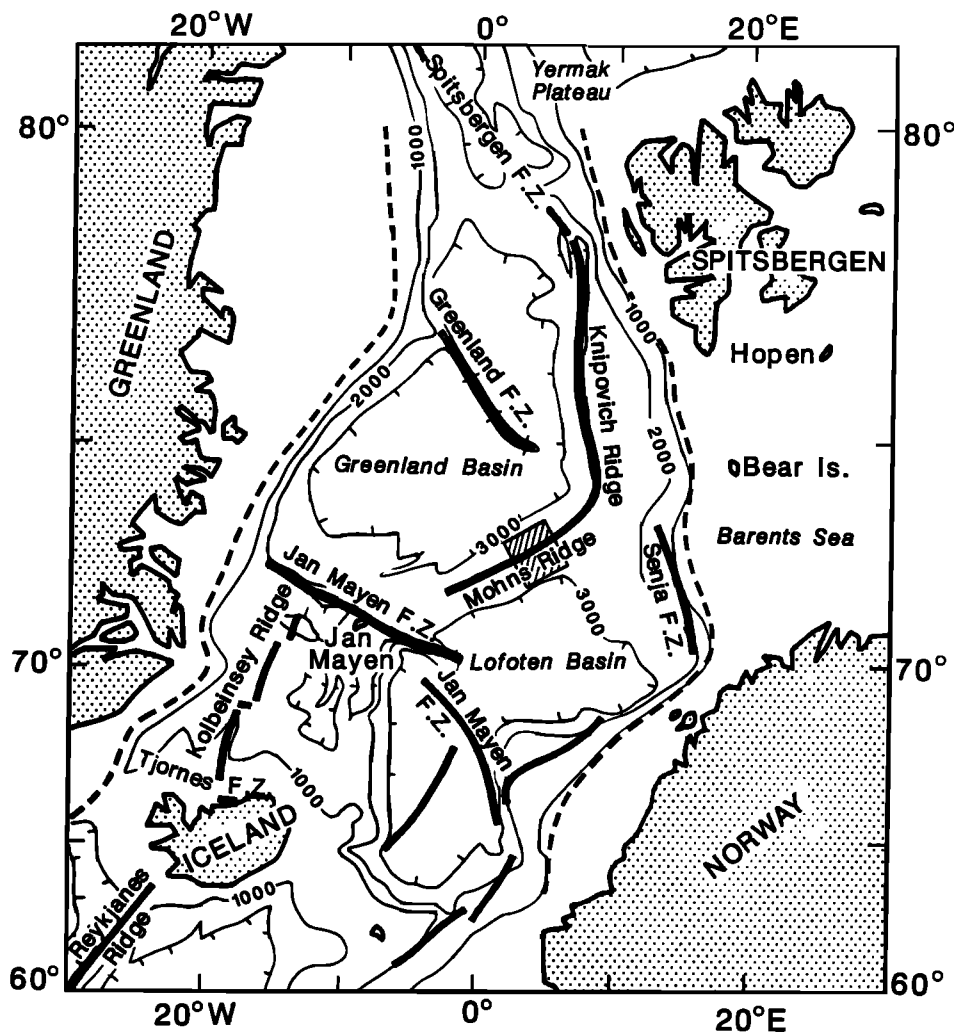 20°W 0° 20°E
Yermak
Plateau
Spitsbergen F.Z.
80° 80°
1000
GREENLAND
SPITSBERGEN
1000
Greenland F.Z.
Knipovich Ridge
Hopen
2000
2000
Greenland Basin
Bear Is.
3000
Barents Sea
Jan Mayen F.Z.
Mohns Ridge
Senja F.Z.
3000
Kolbeinsey Ridge
Jan
Mayen
70° 70°
Lofoten Basin
Jan Mayen
F.Z.
Tjornes F.Z.
1000
ICELAND
NORWAY
1000
Reykjanes
Ridge
60° 60°
20°W 0° 20°E